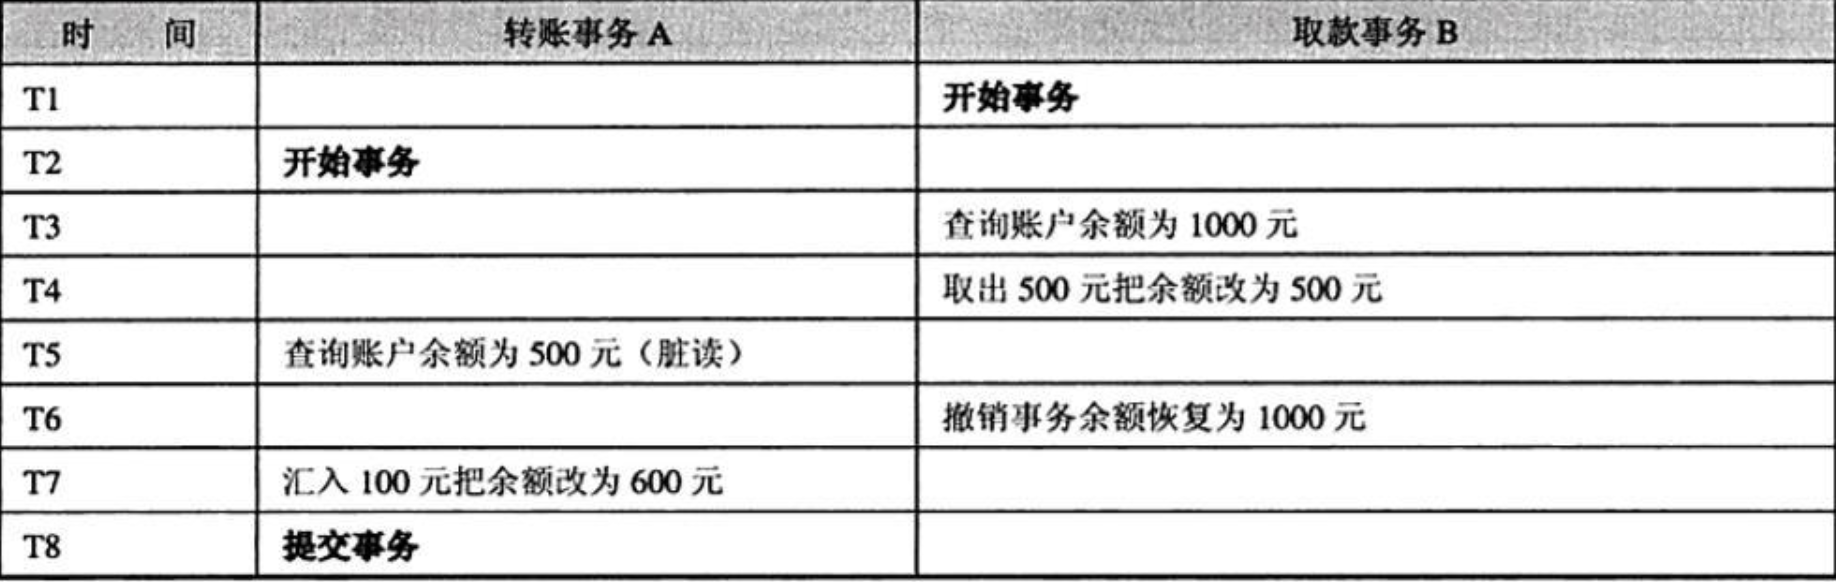 时 间 转账事务 A 取款事务 B
T1 开始事务
T2 开始事务
T3 查询账户余额为 1000 元
T4 取出 500 元把余额改为 500 元
T5 查询账户余额为 500 元（脏读）
T6 撤销事务余额恢复为 1000 元
T7 汇入 100 元把余额改为 600 元
T8 提交事务